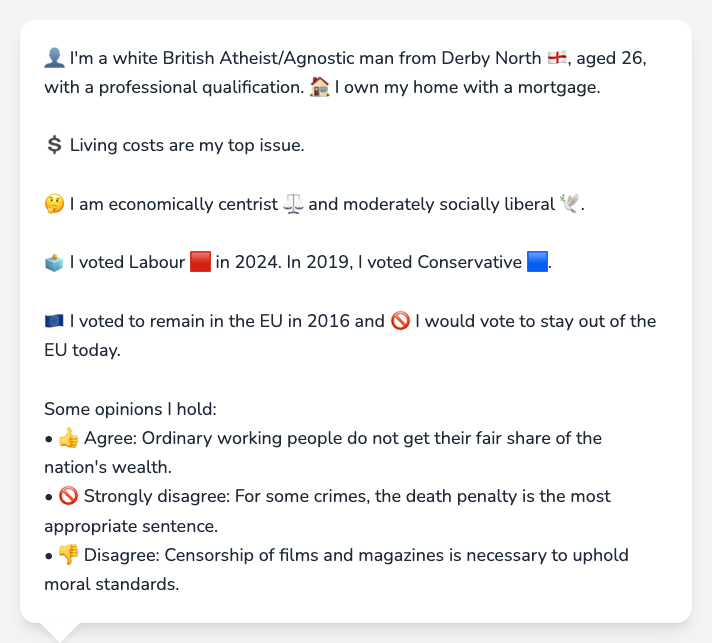 👤 I'm a white British Atheist/Agnostic man from Derby North 🏴󠁧󠁢󠁥󠁮󠁧󠁿, aged 26,
with a professional qualification. 🏠 I own my home with a mortgage.
💲 Living costs are my top issue.
🤔 I am economically centrist ⚖️ and moderately socially liberal 🕊️.
🗳️ I voted Labour 🟥 in 2024. In 2019, I voted Conservative 🟦.
🇪🇺 I voted to remain in the EU in 2016 and 🚫 I would vote to stay out of the
EU today.
Some opinions I hold:
• 👍 Agree: Ordinary working people do not get their fair share of the
nation's wealth.
• 🚫 Strongly disagree: For some crimes, the death penalty is the most
appropriate sentence.
• 👎 Disagree: Censorship of films and magazines is necessary to uphold
moral standards.